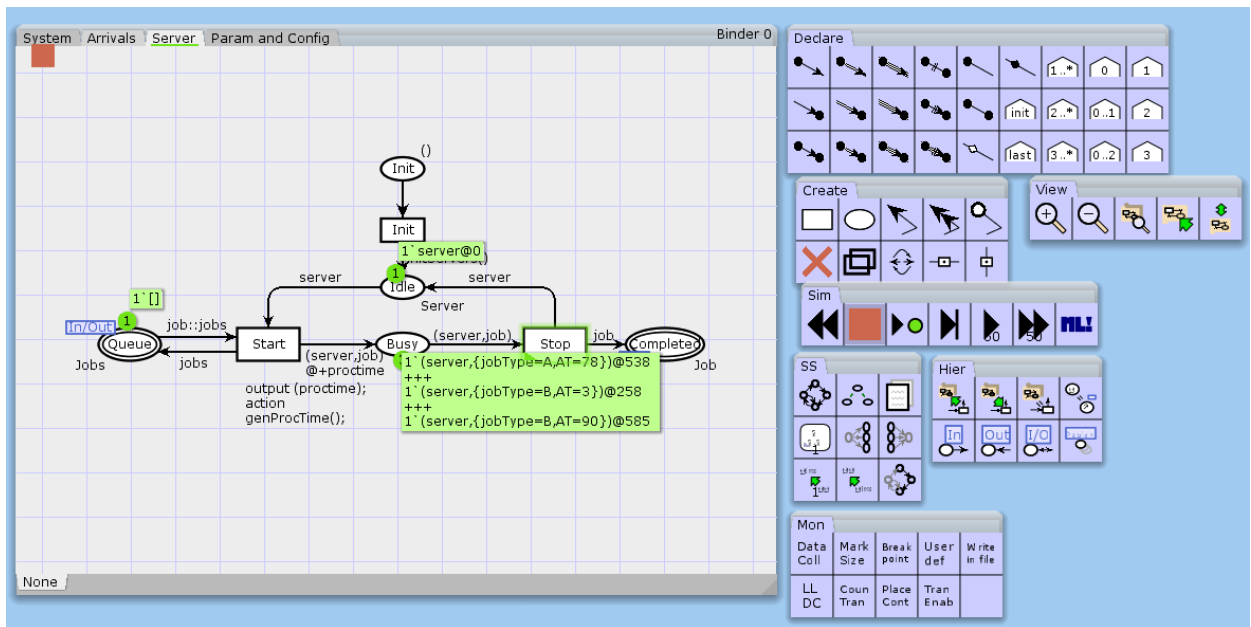 System Arrivals Server Param and Config Binder 0
()
Init
Init
1`server@0
1
Idle
server
server
Server
1`[]
1
In/Out
Queue
Jobs
job::jobs
jobs
Start
(server,job)
@+proctime
output (proctime);
action
genProcTime();
Busy
(server,job)
Stop
job
Completed
Job
1`(server,{jobType=A,AT=78})@538
+++
1`(server,{jobType=B,AT=3})@258
+++
1`(server,{jobType=B,AT=90})@585
None
Declare
1..* 0 1
init 2..* 0..1 2
last 3..* 0..2 3
Create
View
Sim
50 50 ML!
SS
1
1
Hier
In Out I/O
Mon
Data Mark Break User Write
Coll Size point def in file
LL Coun Place Tran
DC Tran Cont Enab